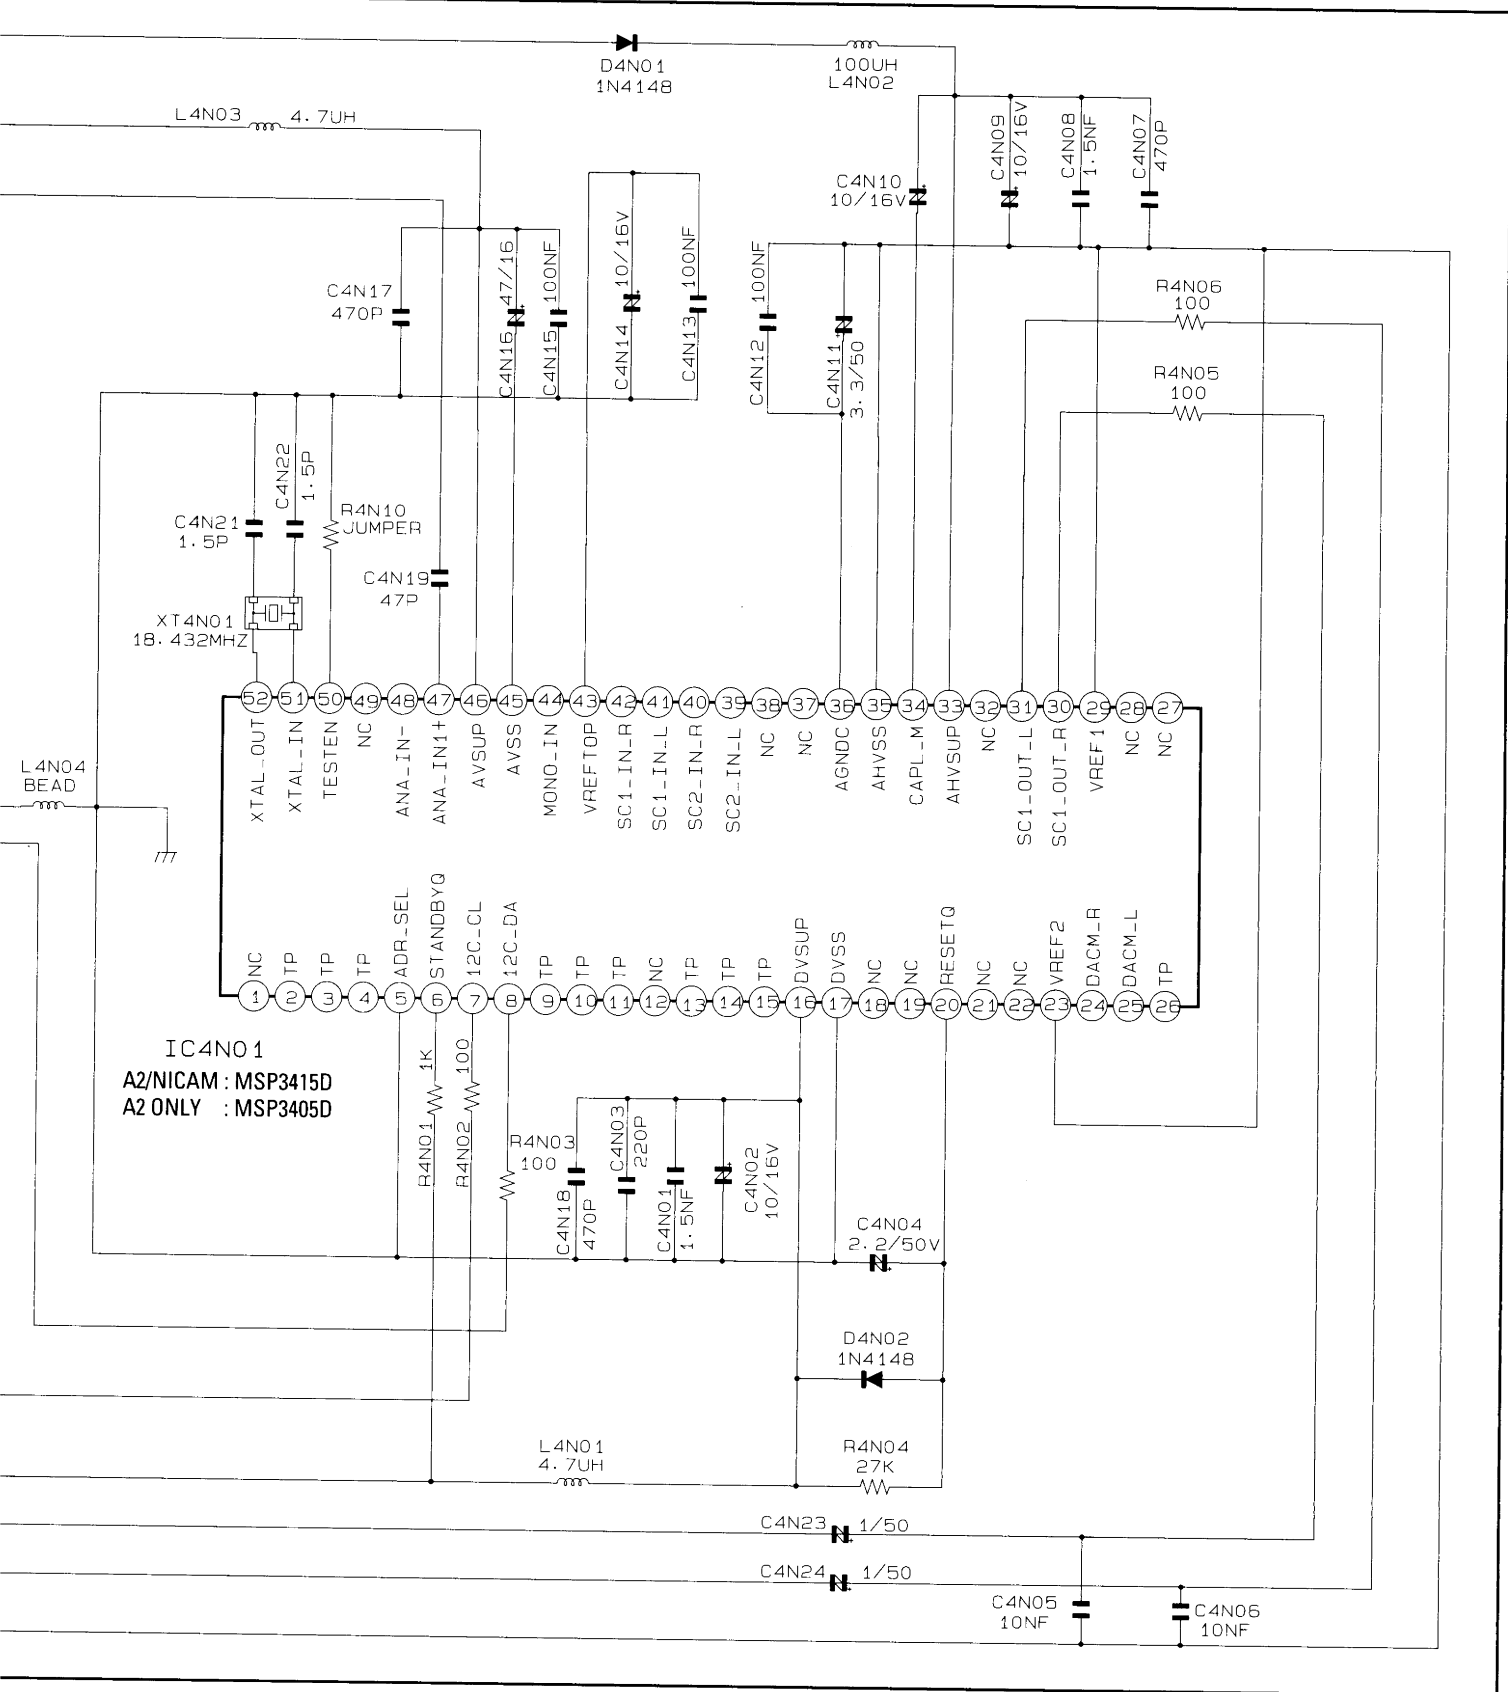 D4N01
1N4148
100UH
L4N02
L4N03 4.7UH
C4N09
10/16V
C4N08
1.5NF
C4N07
470P
C4N10
10/16V
C4N17
470P
C4N16 47/16
C4N15 100NF
C4N14 10/16V
C4N13 100NF
C4N12 100NF
C4N11
3.3/50
R4N06
100
R4N05
100
C4N22
1.5P
C4N21
1.5P
R4N10
JUMPER
C4N19
47P
XT4N01
18.432MHZ
52 51 50 49 48 47 46 45 44 43 42 41 40 39 38 37 36 35 34 33 32 31 30 29 28 27
XTAL_OUT
XTAL_IN
TESTEN
NC
ANA_IN-
ANA_IN1+
AVSUP
AVSS
MONO_IN
VREFTOP
SC1_IN_R
SC1_IN_L
SC2_IN_R
SC2_IN_L
NC
NC
AGNDC
AHVSS
CAPL_M
AHVSUP
NC
SC1_OUT_L
SC1_OUT_R
VREF1
NC
NC
L4N04
BEAD
NC
TP
TP
TP
ADR_SEL
STANDBYQ
12C_CL
12C_DA
TP
TP
TP
NC
TP
TP
TP
DVSUP
DVSS
NC
NC
RESETQ
NC
NC
VREF2
DACM_R
DACM_L
TP
1 2 3 4 5 6 7 8 9 10 11 12 13 14 15 16 17 18 19 20 21 22 23 24 25 26
IC4N01
A2/NICAM : MSP3415D
A2 ONLY : MSP3405D
R4N01 1K
R4N02 100
R4N03
100
C4N18
470P
C4N03
220P
C4N01
1.5NF
C4N02
10/16V
C4N04
2.2/50V
D4N02
1N4148
L4N01
4.7UH
R4N04
27K
C4N23 1/50
C4N24 1/50
C4N05
10NF
C4N06
10NF